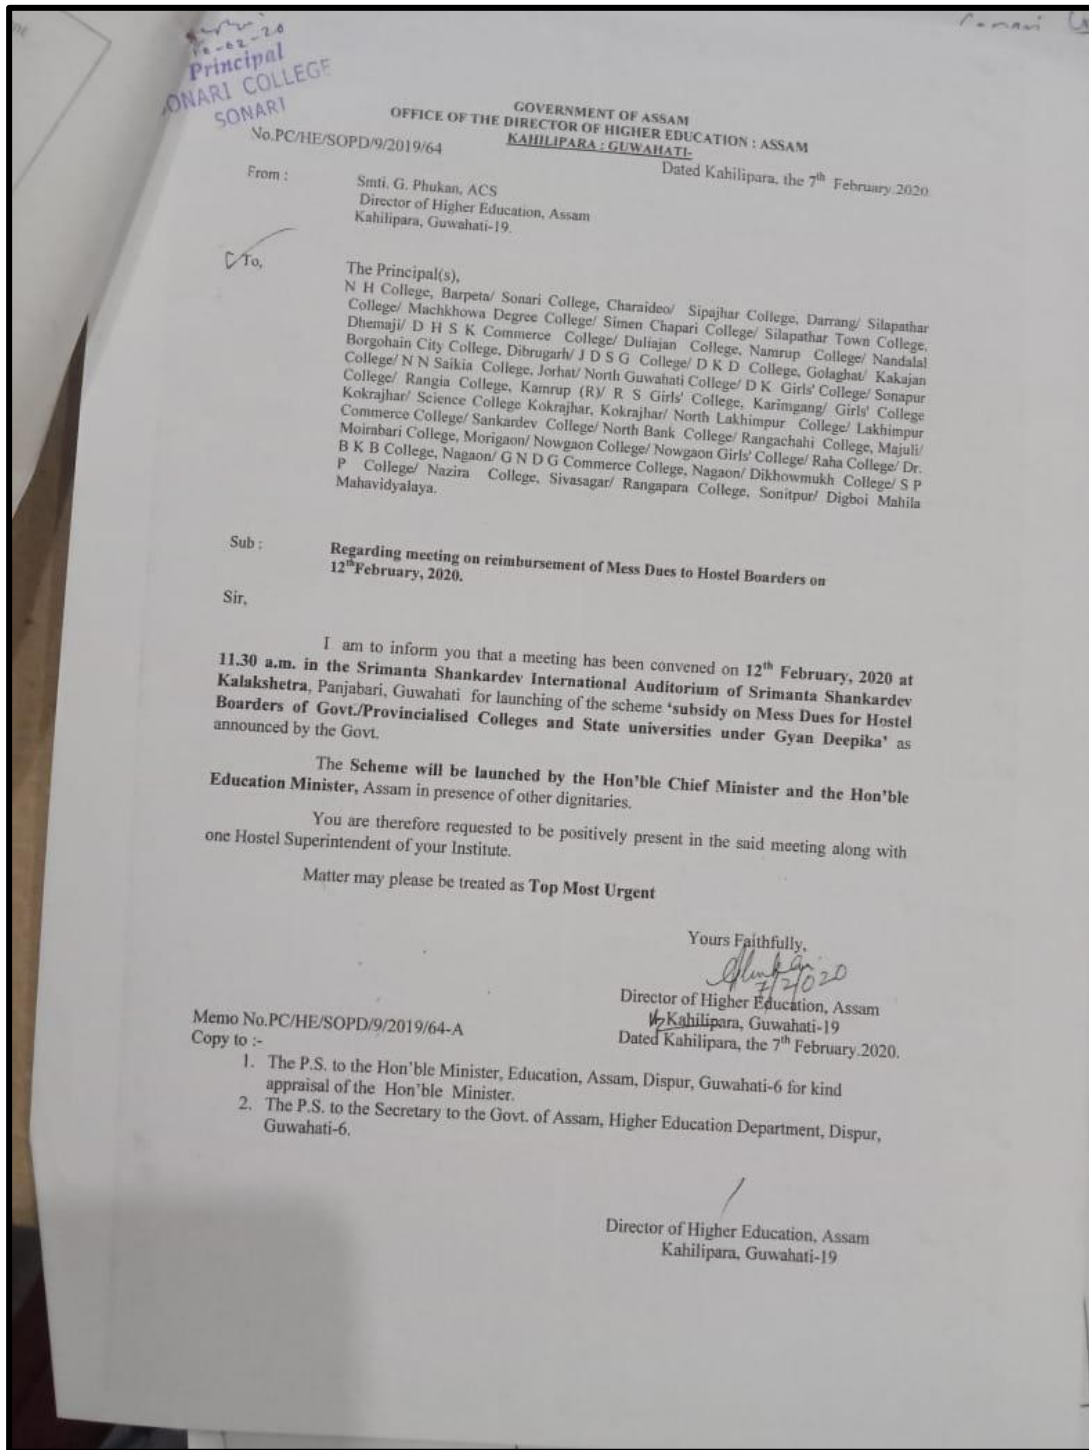 10-02-20
Principal
SONARI COLLEGE
SONARI
GOVERNMENT OF ASSAM
OFFICE OF THE DIRECTOR OF HIGHER EDUCATION : ASSAM
KAHILIPARA : GUWAHATI-
No.PC/HE/SOPD/9/2019/64
Dated Kahilipara, the 7th February.2020.
From :
Smti. G. Phukan, ACS
Director of Higher Education, Assam
Kahilipara, Guwahati-19.
To,
The Principal(s),
N H College, Barpeta/ Sonari College, Charaideo/ Sipajhar College, Darrang/ Silapathar
College/ Machkhowa Degree College/ Simen Chapari College/ Silapathar Town College,
Dhemaji/ D H S K Commerce College/ Duliajan College, Namrup College/ Nandalal
Borgohain City College, Dibrugarh/ J D S G College/ D K D College, Golaghat/ Kakajan
College/ N N Saikia College, Jorhat/ North Guwahati College/ D K Girls' College/ Sonapur
College/ Rangia College, Kamrup (R)/ R S Girls' College, Karimgang/ Girls' College
Kokrajhar/ Science College Kokrajhar, Kokrajhar/ North Lakhimpur College/ Lakhimpur
Commerce College/ Sankardev College/ North Bank College/ Rangachahi College, Majuli/
Moirabari College, Morigaon/ Nowgaon College/ Nowgaon Girls' College/ Raha College/ Dr.
B K B College, Nagaon/ G N D G Commerce College, Nagaon/ Dikhowmukh College/ S P
P College/ Nazira College, Sivasagar/ Rangapara College, Sonitpur/ Digboi Mahila
Mahavidyalaya.
Sub :
Regarding meeting on reimbursement of Mess Dues to Hostel Boarders on
12th February, 2020.
Sir,
I am to inform you that a meeting has been convened on 12th February, 2020 at
11.30 a.m. in the Srimanta Shankardev International Auditorium of Srimanta Shankardev
Kalakshetra, Panjabari, Guwahati for launching of the scheme ‘subsidy on Mess Dues for Hostel
Boarders of Govt./Provincialised Colleges and State universities under Gyan Deepika’ as
announced by the Govt.
The Scheme will be launched by the Hon’ble Chief Minister and the Hon’ble
Education Minister, Assam in presence of other dignitaries.
You are therefore requested to be positively present in the said meeting along with
one Hostel Superintendent of your Institute.
Matter may please be treated as Top Most Urgent
Yours Faithfully,
7/2/2020
Director of Higher Education, Assam
Kahilipara, Guwahati-19
Memo No.PC/HE/SOPD/9/2019/64-A
Dated Kahilipara, the 7th February.2020.
Copy to :-
1. The P.S. to the Hon’ble Minister, Education, Assam, Dispur, Guwahati-6 for kind
appraisal of the Hon’ble Minister.
2. The P.S. to the Secretary to the Govt. of Assam, Higher Education Department, Dispur,
Guwahati-6.
Director of Higher Education, Assam
Kahilipara, Guwahati-19